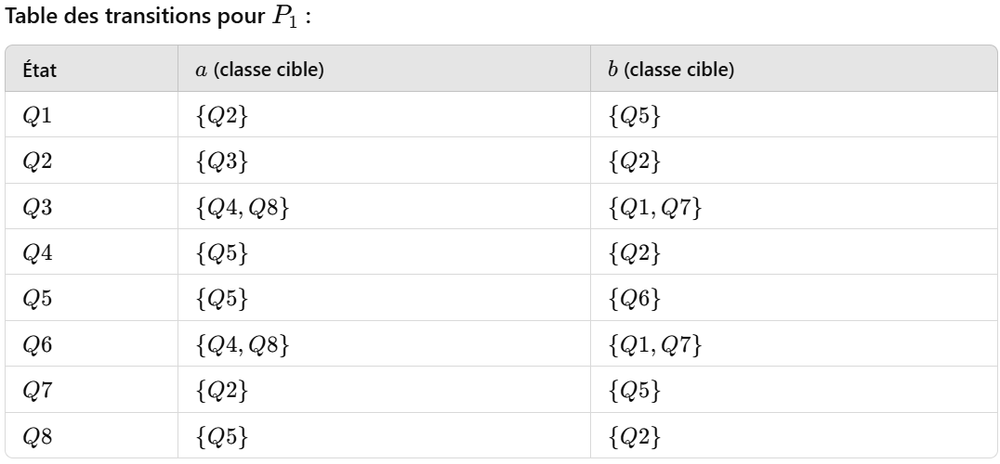 Table des transitions pour P₁ :
État a (classe cible) b (classe cible)
Q1 {Q2} {Q5}
Q2 {Q3} {Q2}
Q3 {Q4, Q8} {Q1, Q7}
Q4 {Q5} {Q2}
Q5 {Q5} {Q6}
Q6 {Q4, Q8} {Q1, Q7}
Q7 {Q2} {Q5}
Q8 {Q5} {Q2}